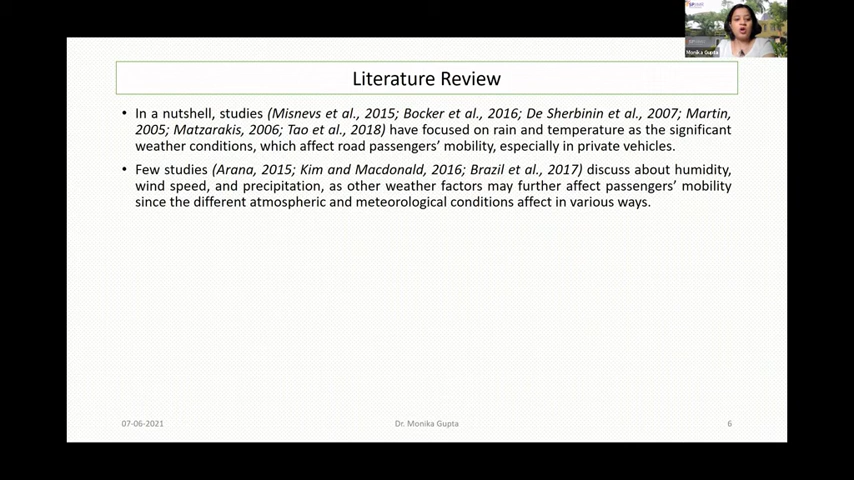 Monika Gupta
Literature Review
• In a nutshell, studies (Misnevs et al., 2015; Bocker et al., 2016; De Sherbinin et al., 2007; Martin,
2005; Matzarakis, 2006; Tao et al., 2018) have focused on rain and temperature as the significant
weather conditions, which affect road passengers’ mobility, especially in private vehicles.
• Few studies (Arana, 2015; Kim and Macdonald, 2016; Brazil et al., 2017) discuss about humidity,
wind speed, and precipitation, as other weather factors may further affect passengers’ mobility
since the different atmospheric and meteorological conditions affect in various ways.
07-06-2021
Dr. Monika Gupta
6